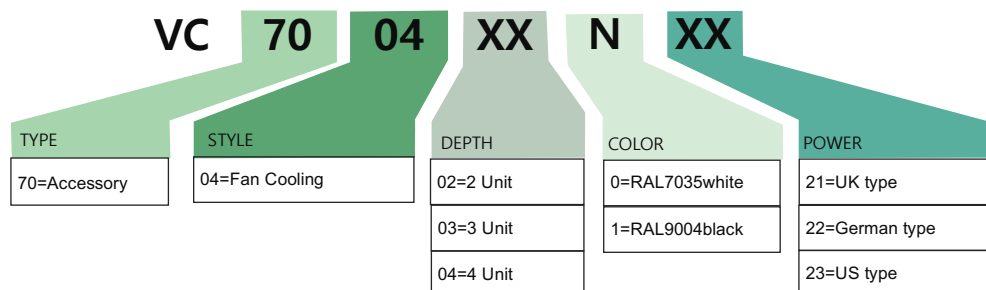 VC 70 04 XX N XX
TYPE STYLE DEPTH COLOR POWER
70=Accessory 04=Fan Cooling 02=2 Unit 0=RAL7035white 21=UK type
03=3 Unit 1=RAL9004black 22=German type
04=4 Unit 23=US type